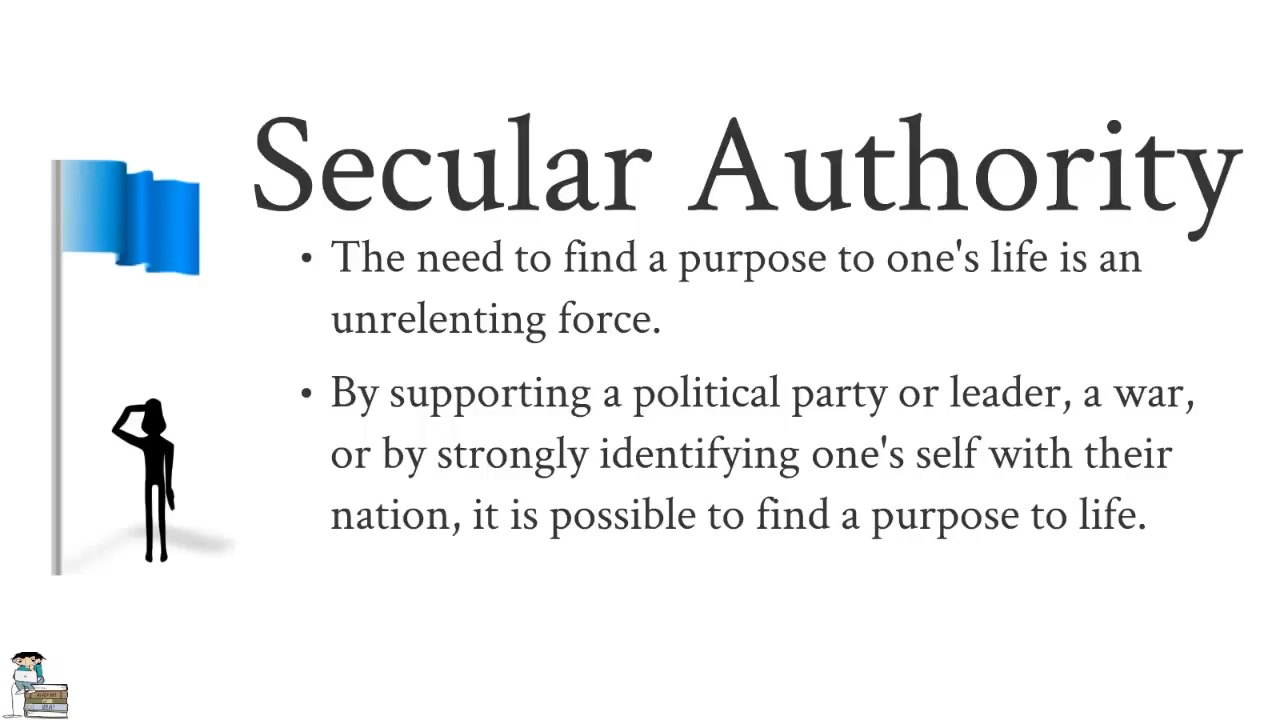 Secular Authority
• The need to find a purpose to one's life is an
unrelenting force.
• By supporting a political party or leader, a war,
or by strongly identifying one's self with their
nation, it is possible to find a purpose to life.